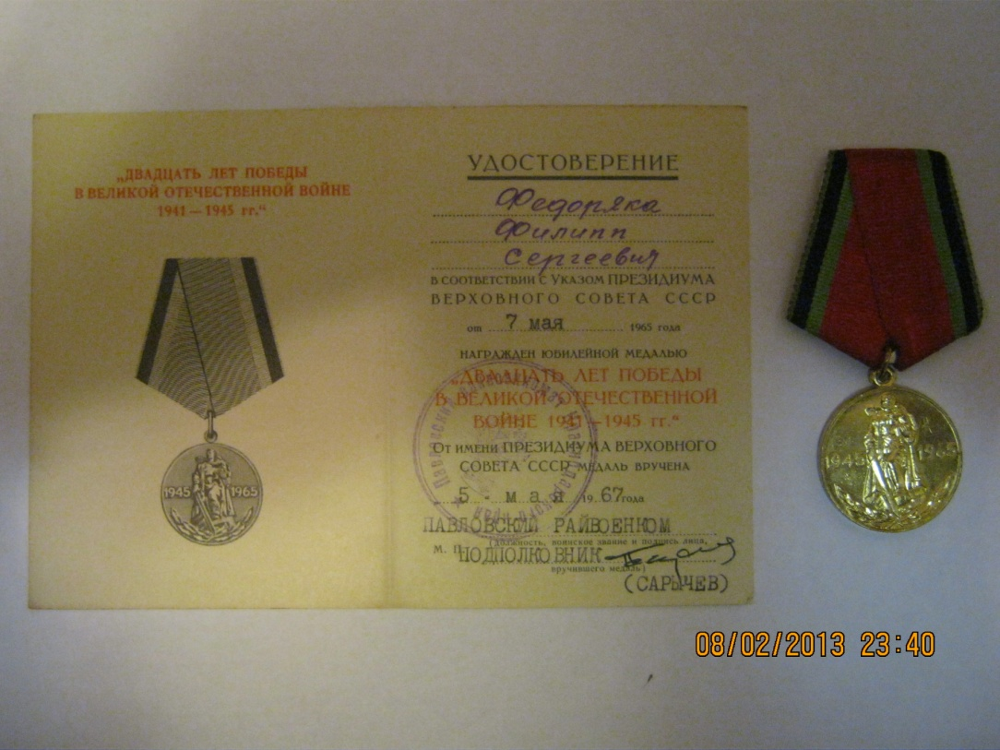 „ДВАДЦАТЬ ЛЕТ ПОБЕДЫ
В ВЕЛИКОЙ ОТЕЧЕСТВЕННОЙ ВОЙНЕ
1941 — 1945 гг.“
1945 1965
УДОСТОВЕРЕНИЕ
Федоряка
Филипп
Сергеевич
В СООТВЕТСТВИИ С УКАЗОМ ПРЕЗИДИУМА
ВЕРХОВНОГО СОВЕТА СССР
от 7 мая 1965 года
НАГРАЖДЕН ЮБИЛЕЙНОЙ МЕДАЛЬЮ
„ДВАДЦАТЬ ЛЕТ ПОБЕДЫ
В ВЕЛИКОЙ ОТЕЧЕСТВЕННОЙ
ВОЙНЕ 1941—1945 гг.“
ОТ ИМЕНИ ПРЕЗИДИУМА ВЕРХОВНОГО
СОВЕТА СССР МЕДАЛЬ ВРУЧЕНА
5. мая 1967 года
ПАВЛОВСКИЙ РАЙВОЕНКОМ
(должность, воинское звание и подпись лица,
М. П. ПОДПОЛКОВНИК
вручившего медаль)
(САРЫЧЕВ)
1945 1965
08/02/2013 23:40